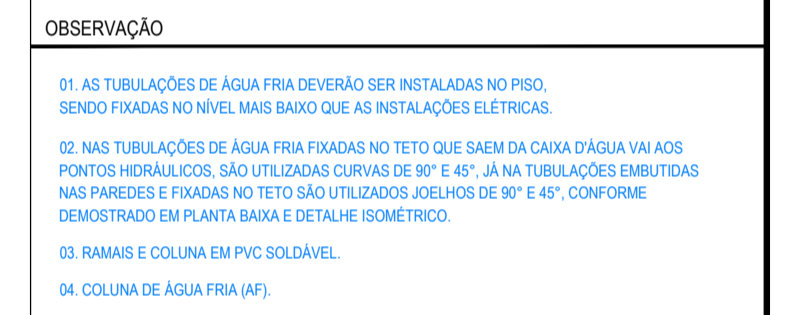 OBSERVAÇÃO
01. AS TUBULAÇÕES DE ÁGUA FRIA DEVERÃO SER INSTALADAS NO PISO,
SENDO FIXADAS NO NÍVEL MAIS BAIXO QUE AS INSTALAÇÕES ELÉTRICAS.
02. NAS TUBULAÇÕES DE ÁGUA FRIA FIXADAS NO TETO QUE SAEM DA CAIXA D'ÁGUA VAI AOS
PONTOS HIDRÁULICOS, SÃO UTILIZADAS CURVAS DE 90° E 45°, JÁ NA TUBULAÇÕES EMBUTIDAS
NAS PAREDES E FIXADAS NO TETO SÃO UTILIZADOS JOELHOS DE 90° E 45°, CONFORME
DEMOSTRADO EM PLANTA BAIXA E DETALHE ISOMÉTRICO.
03. RAMAIS E COLUNA EM PVC SOLDÁVEL.
04. COLUNA DE ÁGUA FRIA (AF).